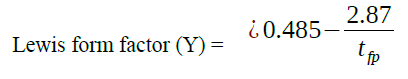 Lewis form factor (Y) = ¿ 0.485 − 2.87 / t_fp